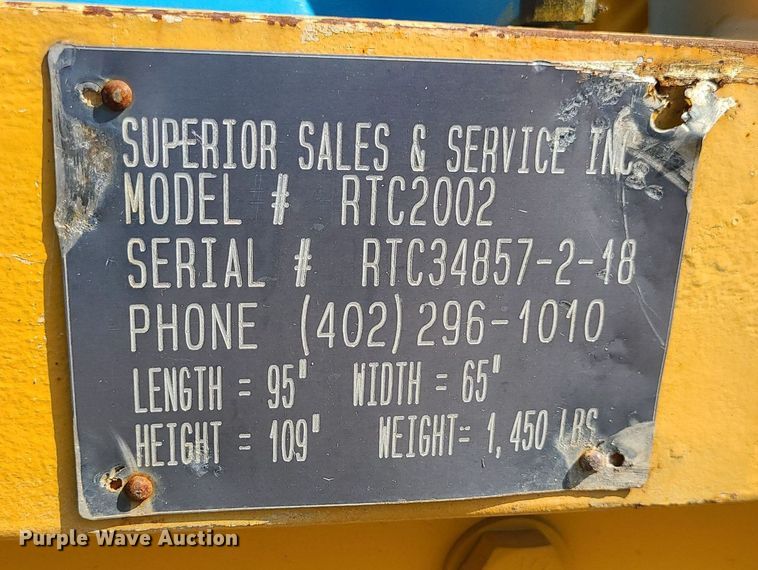 SUPERIOR SALES & SERVICE INC
MODEL # RTC2002
SERIAL # RTC34857-2-18
PHONE (402)296-1010
LENGTH = 95" WIDTH = 65"
HEIGHT = 109" WEIGHT= 1,450 LBS
Purple Wave Auction